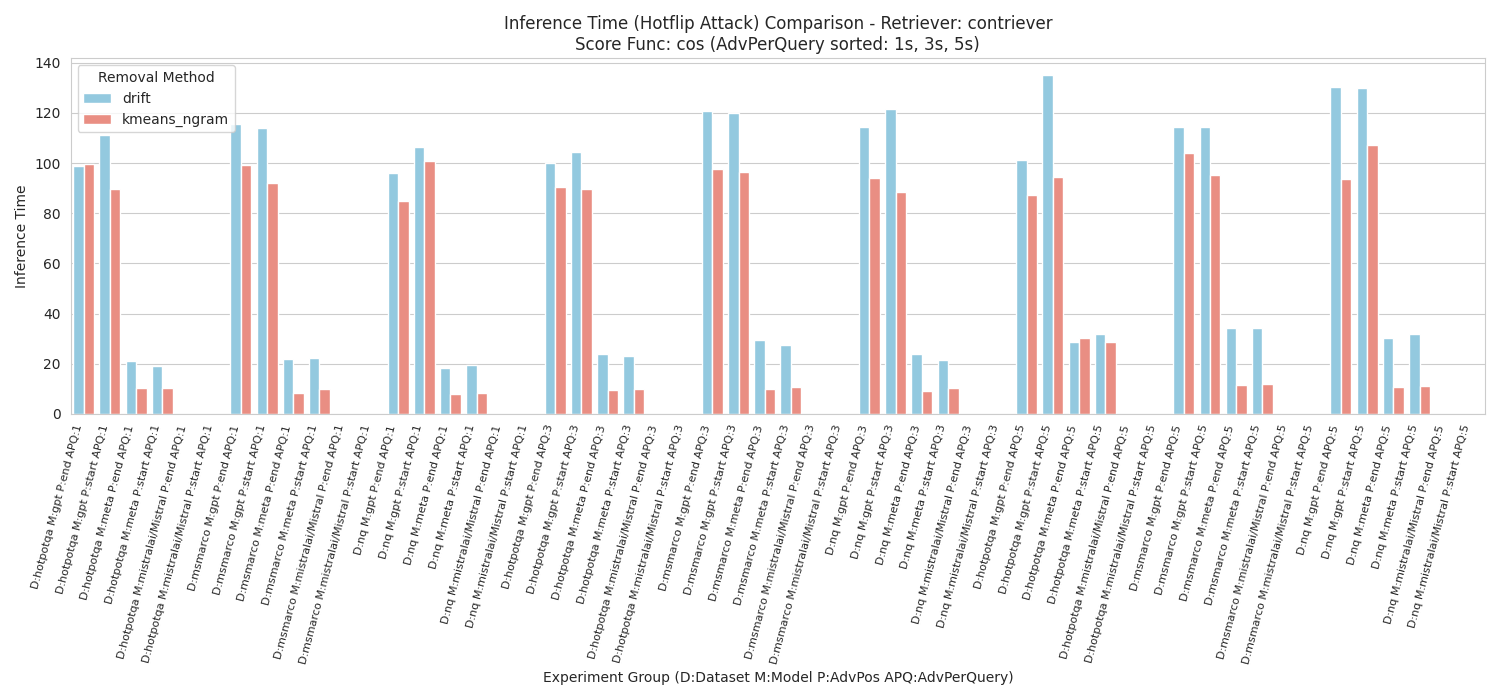 Inference Time (Hotflip Attack) Comparison - Retriever: contriever
Score Func: cos (AdvPerQuery sorted: 1s, 3s, 5s)
Removal Method
drift
kmeans_ngram
Inference Time
140
120
100
80
60
40
20
0
D:hotpotqa M:gpt P:end APQ:1
D:hotpotqa M:gpt P:start APQ:1
D:hotpotqa M:meta P:end APQ:1
D:hotpotqa M:meta P:start APQ:1
D:hotpotqa M:mistralai/Mistral P:end APQ:1
D:hotpotqa M:mistralai/Mistral P:start APQ:1
D:msmarco M:gpt P:end APQ:1
D:msmarco M:gpt P:start APQ:1
D:msmarco M:meta P:end APQ:1
D:msmarco M:meta P:start APQ:1
D:msmarco M:mistralai/Mistral P:end APQ:1
D:msmarco M:mistralai/Mistral P:start APQ:1
D:nq M:gpt P:end APQ:1
D:nq M:gpt P:start APQ:1
D:nq M:meta P:end APQ:1
D:nq M:meta P:start APQ:1
D:nq M:mistralai/Mistral P:end APQ:1
D:nq M:mistralai/Mistral P:start APQ:1
D:hotpotqa M:gpt P:end APQ:3
D:hotpotqa M:gpt P:start APQ:3
D:hotpotqa M:meta P:end APQ:3
D:hotpotqa M:meta P:start APQ:3
D:hotpotqa M:mistralai/Mistral P:end APQ:3
D:hotpotqa M:mistralai/Mistral P:start APQ:3
D:msmarco M:gpt P:end APQ:3
D:msmarco M:gpt P:start APQ:3
D:msmarco M:meta P:end APQ:3
D:msmarco M:meta P:start APQ:3
D:msmarco M:mistralai/Mistral P:end APQ:3
D:msmarco M:mistralai/Mistral P:start APQ:3
D:nq M:gpt P:end APQ:3
D:nq M:gpt P:start APQ:3
D:nq M:meta P:end APQ:3
D:nq M:meta P:start APQ:3
D:nq M:mistralai/Mistral P:end APQ:3
D:nq M:mistralai/Mistral P:start APQ:3
D:hotpotqa M:gpt P:end APQ:5
D:hotpotqa M:gpt P:start APQ:5
D:hotpotqa M:meta P:end APQ:5
D:hotpotqa M:meta P:start APQ:5
D:hotpotqa M:mistralai/Mistral P:end APQ:5
D:hotpotqa M:mistralai/Mistral P:start APQ:5
D:msmarco M:gpt P:end APQ:5
D:msmarco M:gpt P:start APQ:5
D:msmarco M:meta P:end APQ:5
D:msmarco M:meta P:start APQ:5
D:msmarco M:mistralai/Mistral P:end APQ:5
D:msmarco M:mistralai/Mistral P:start APQ:5
D:nq M:gpt P:end APQ:5
D:nq M:gpt P:start APQ:5
D:nq M:meta P:end APQ:5
D:nq M:meta P:start APQ:5
D:nq M:mistralai/Mistral P:end APQ:5
D:nq M:mistralai/Mistral P:start APQ:5
Experiment Group (D:Dataset M:Model P:AdvPos APQ:AdvPerQuery)